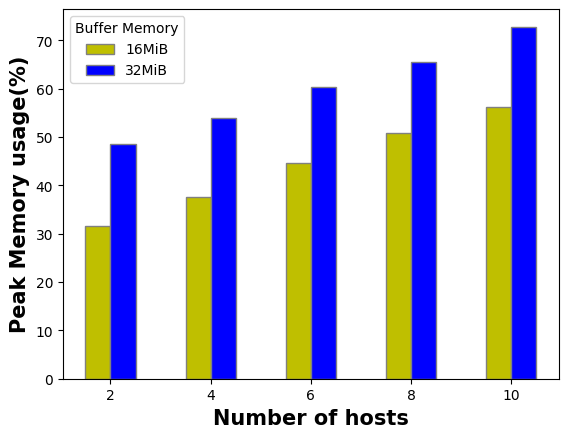 Buffer Memory
16MiB
32MiB
Peak Memory usage(%)
70
60
50
40
30
20
10
0
2 4 6 8 10
Number of hosts